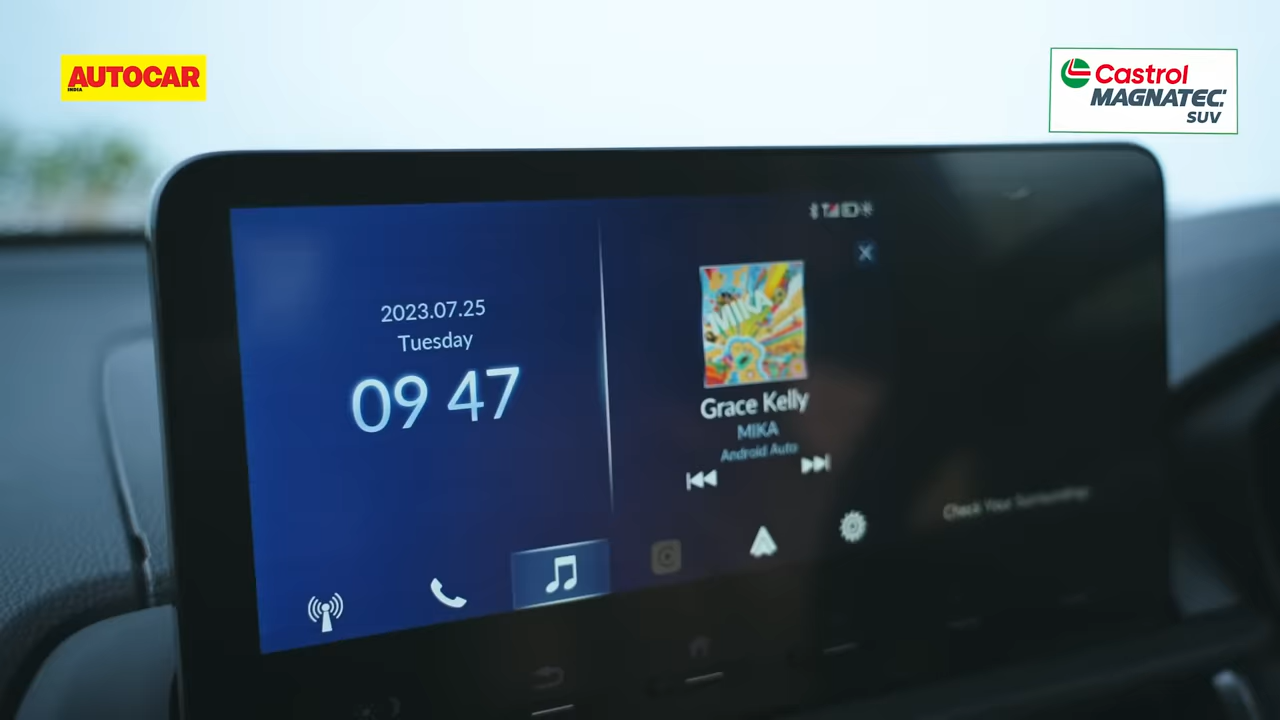 AUTOCAR
INDIA
Castrol
MAGNATEC
SUV
2023.07.25
Tuesday
09 47
MIKA
Grace Kelly
MIKA
Android Auto
Check Your Surroundings